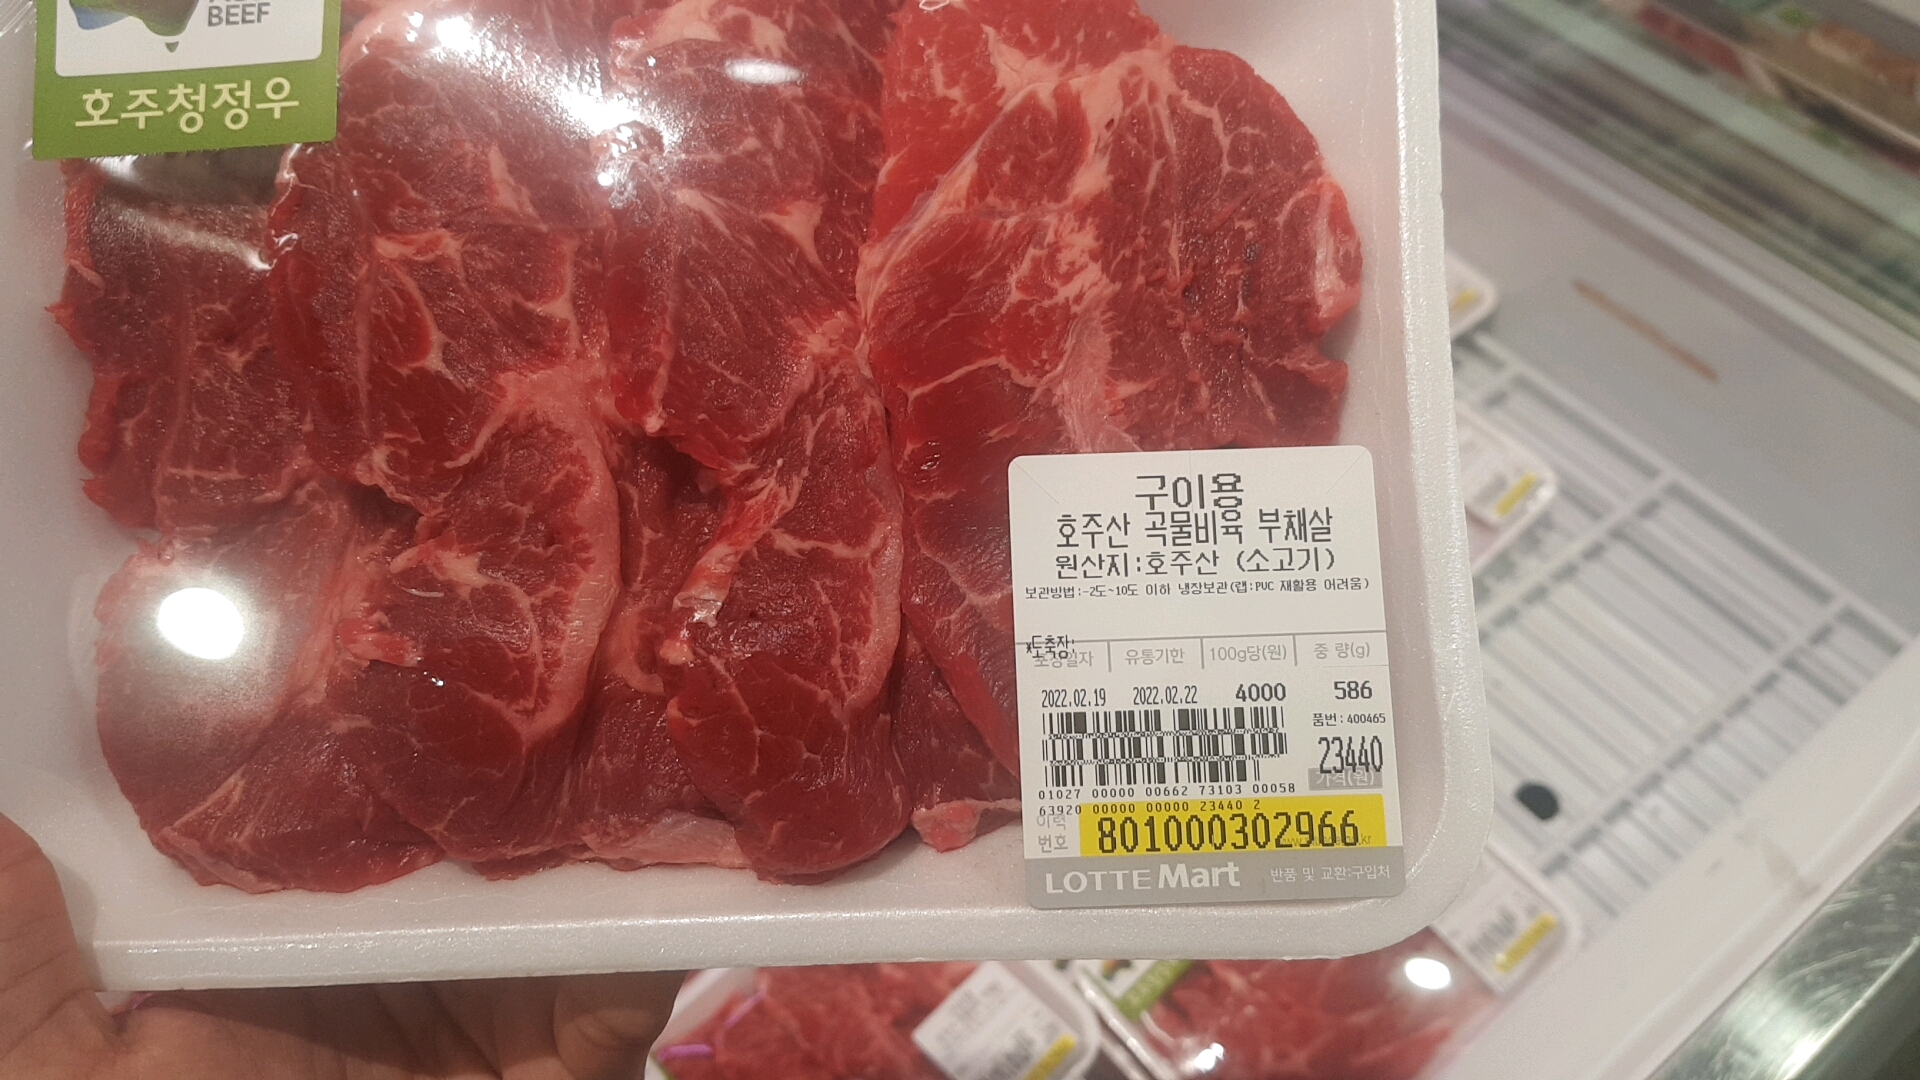 BEEF
호주청정우
구이용
호주산 곡물비육 부채살
원산지:호주산 (소고기)
보관방법:-2도~10도 이하 냉장보관(랩:PVC 재활용 어려움)
*도축장:
포장일자 유통기한 100g당(원) 중 량(g)
2022.02.19 2022.02.22 4000 586
품번:400465
23440
가격(원)
01027 00000 00662 73103 00058
63920 00000 00000 23440 2
이력
번호 801000302966
LOTTE Mart 반품 및 교환:구입처